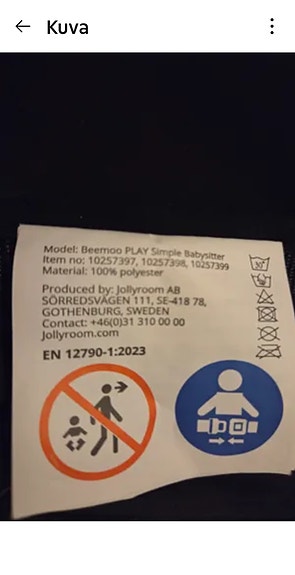 Kuva
Model: Beemoo PLAY Simple Babysitter
Item no: 10257397, 10257398, 10257399
Material: 100% polyester
Produced by: Jollyroom AB
SÖRREDSVÄGEN 111, SE-418 78,
GOTHENBURG, SWEDEN
Contact: +46(0)31 310 00 00
Jollyroom.com
EN 12790-1:2023
30°